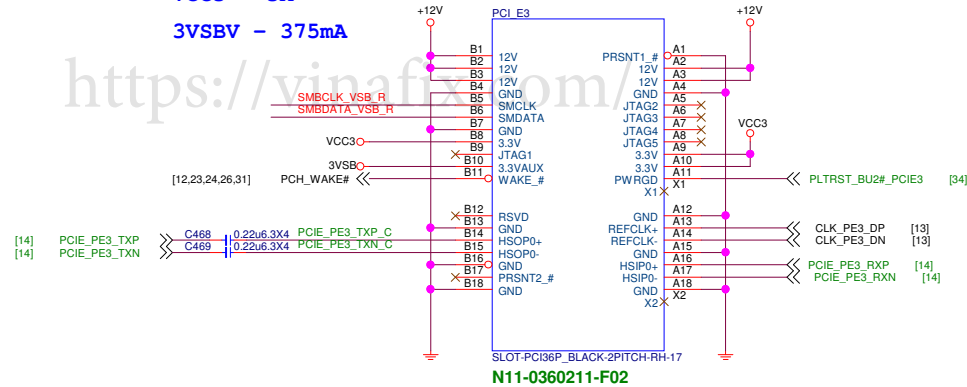 3VSBV - 375mA
https://vinafix.com/
+12V
PCI_E3
+12V
B1 12V PRSNT1_# A1
B2 12V 12V A2
B3 12V 12V A3
B4 GND GND A4
SMBCLK_VSB_R B5 SMCLK JTAG2 A5
SMBDATA_VSB_R B6 SMDATA JTAG3 A6
B7 GND JTAG4 A7
VCC3 B8 3.3V JTAG5 A8
VCC3
B9 JTAG1 3.3V A9
3VSB B10 3.3VAUX 3.3V A10
[12,23,24,26,31] PCH_WAKE# B11 WAKE_# PWRGD A11 PLTRST_BU2#_PCIE3 [34]
X1 X1
B12 RSVD GND A12
B13 GND REFCLK+ A13 CLK_PE3_DP [13]
[14] PCIE_PE3_TXP C468 0.22u6.3X4 PCIE_PE3_TXP_C B14 HSOP0+ REFCLK- A14 CLK_PE3_DN [13]
[14] PCIE_PE3_TXN C469 0.22u6.3X4 PCIE_PE3_TXN_C B15 HSOP0- GND A15
B16 GND HSIP0+ A16 PCIE_PE3_RXP [14]
B17 PRSNT2_# HSIP0- A17 PCIE_PE3_RXN [14]
B18 GND GND A18
X2 X2
SLOT-PCI36P_BLACK-2PITCH-RH-17
N11-0360211-F02